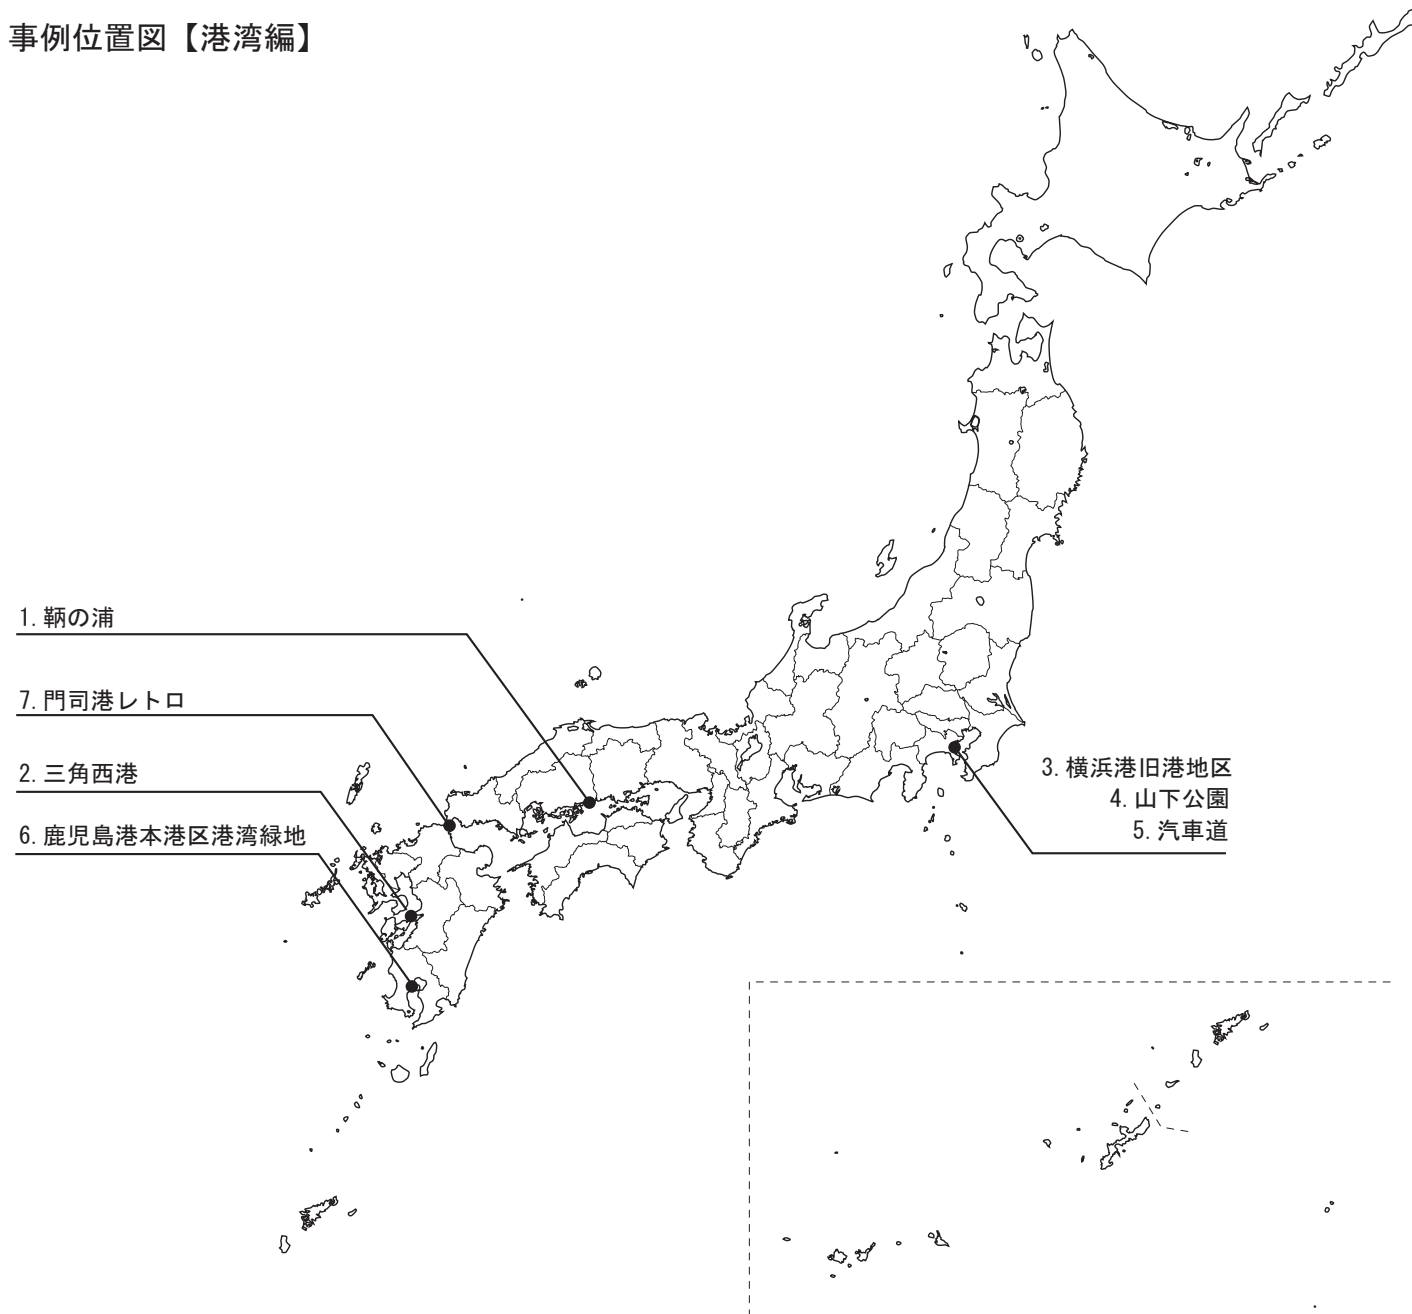 事例位置図【港湾編】
1. 鞆の浦
7. 門司港レトロ
2. 三角西港
6. 鹿児島港本港区港湾緑地
3. 横浜港旧港地区
4. 山下公園
5. 汽車道